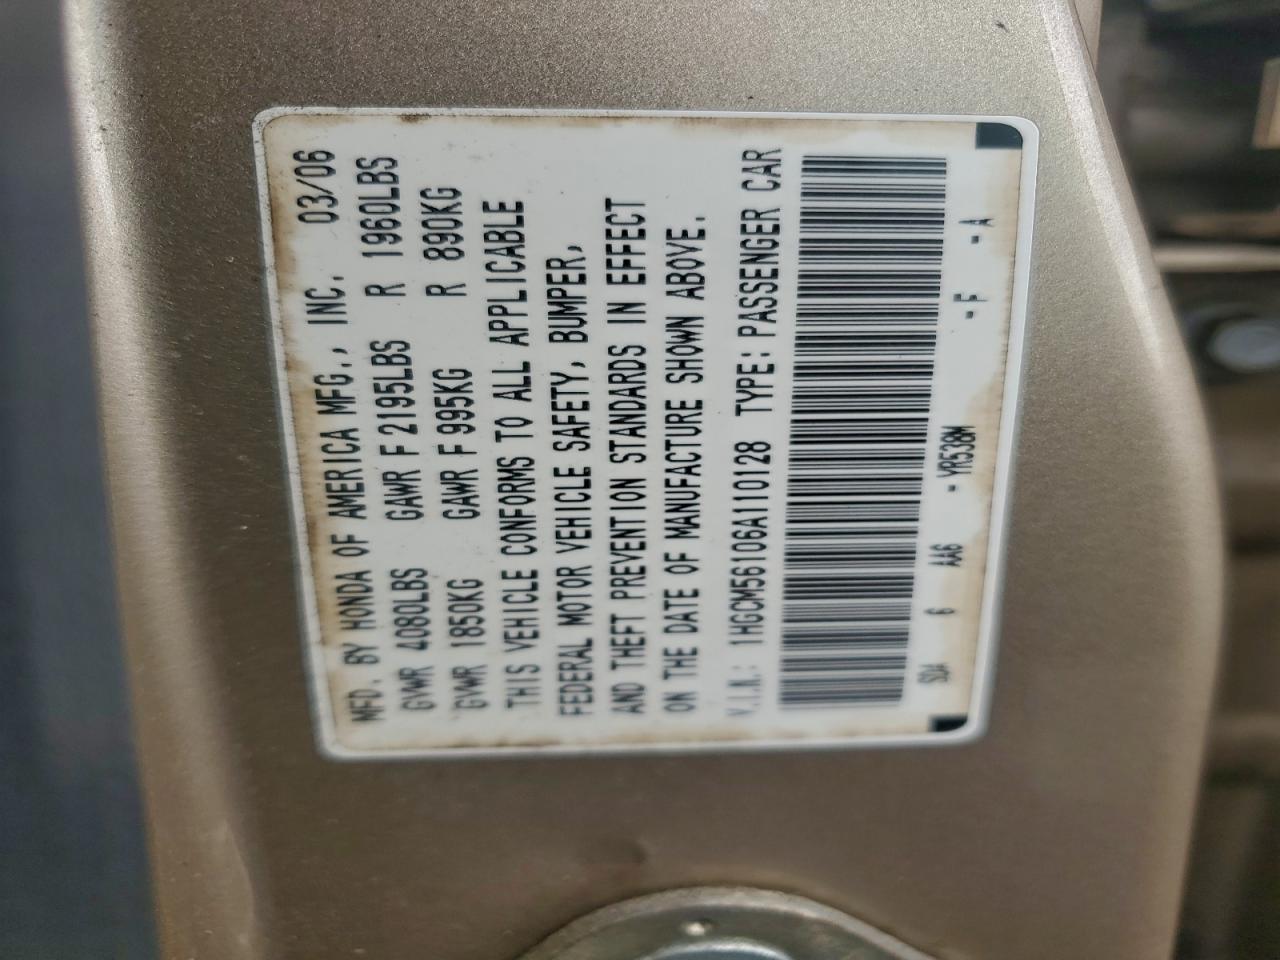 MFD. BY HONDA OF AMERICA MFG., INC. 03/06
GVWR 4080LBS GAWR F 2195LBS R 1960LBS
GVWR 1850KG GAWR F 995KG R 890KG
THIS VEHICLE CONFORMS TO ALL APPLICABLE
FEDERAL MOTOR VEHICLE SAFETY, BUMPER,
AND THEFT PREVENTION STANDARDS IN EFFECT
ON THE DATE OF MANUFACTURE SHOWN ABOVE.
V.I.N.: 1HGCM56106A110128 TYPE: PASSENGER CAR
SDA 6 AA6 - YR538M - F - A